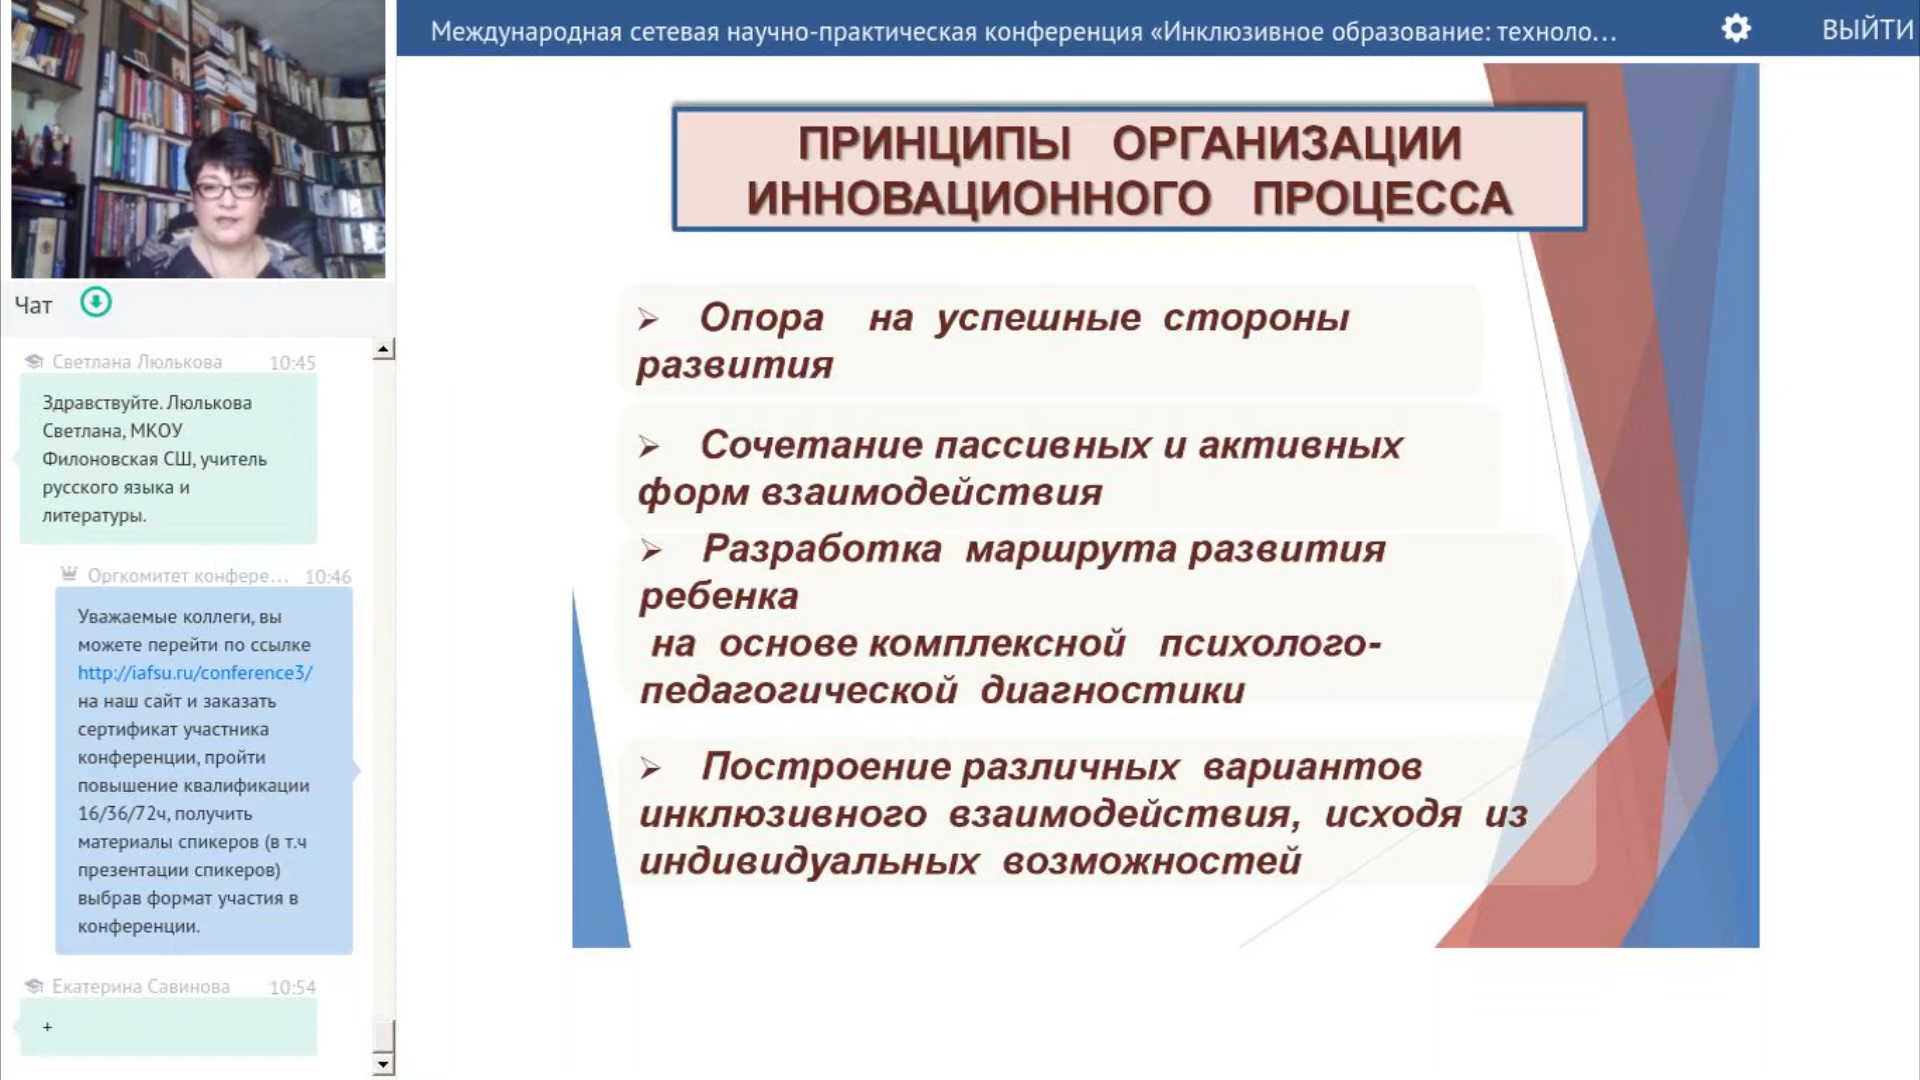 Международная сетевая научно-практическая конференция «Инклюзивное образование: техноло...
ВЫЙТИ
Чат
Светлана Люлькова 10:45
Здравствуйте. Люлькова
Светлана, МКОУ
Филоновская СШ, учитель
русского языка и
литературы.
Оргкомитет конфере... 10:46
Уважаемые коллеги, вы
можете перейти по ссылке
http://iafsu.ru/conference3/
на наш сайт и заказать
сертификат участника
конференции, пройти
повышение квалификации
16/36/72ч, получить
материалы спикеров (в т.ч
презентации спикеров)
выбрав формат участия в
конференции.
Екатерина Савинова 10:54
+
ПРИНЦИПЫ ОРГАНИЗАЦИИ
ИННОВАЦИОННОГО ПРОЦЕССА
➢ Опора на успешные стороны
развития
➢ Сочетание пассивных и активных
форм взаимодействия
➢ Разработка маршрута развития
ребенка
на основе комплексной психолого-
педагогической диагностики
➢ Построение различных вариантов
инклюзивного взаимодействия, исходя из
индивидуальных возможностей